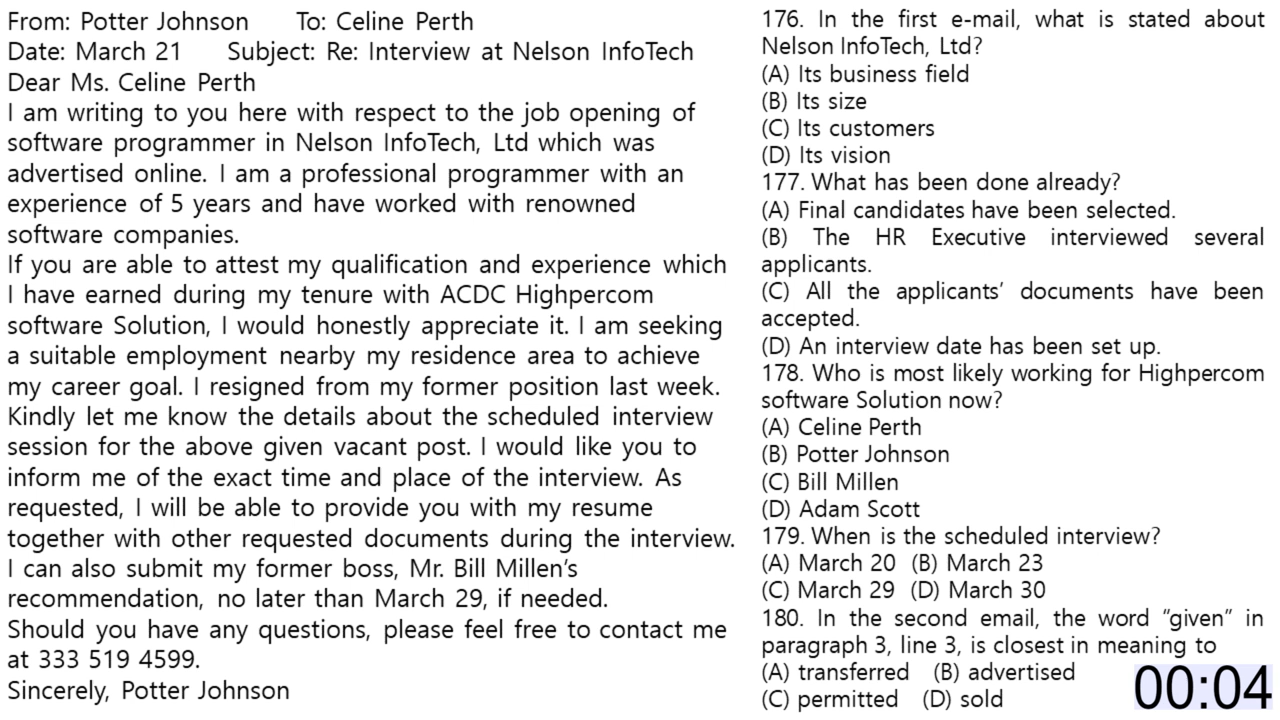 From: Potter Johnson To: Celine Perth
Date: March 21 Subject: Re: Interview at Nelson InfoTech
Dear Ms. Celine Perth
I am writing to you here with respect to the job opening of
software programmer in Nelson InfoTech, Ltd which was
advertised online. I am a professional programmer with an
experience of 5 years and have worked with renowned
software companies.
If you are able to attest my qualification and experience which
I have earned during my tenure with ACDC Highpercom
software Solution, I would honestly appreciate it. I am seeking
a suitable employment nearby my residence area to achieve
my career goal. I resigned from my former position last week.
Kindly let me know the details about the scheduled interview
session for the above given vacant post. I would like you to
inform me of the exact time and place of the interview. As
requested, I will be able to provide you with my resume
together with other requested documents during the interview.
I can also submit my former boss, Mr. Bill Millen's
recommendation, no later than March 29, if needed.
Should you have any questions, please feel free to contact me
at 333 519 4599.
Sincerely, Potter Johnson
176. In the first e-mail, what is stated about
Nelson InfoTech, Ltd?
(A) Its business field
(B) Its size
(C) Its customers
(D) Its vision
177. What has been done already?
(A) Final candidates have been selected.
(B) The HR Executive interviewed several
applicants.
(C) All the applicants' documents have been
accepted.
(D) An interview date has been set up.
178. Who is most likely working for Highpercom
software Solution now?
(A) Celine Perth
(B) Potter Johnson
(C) Bill Millen
(D) Adam Scott
179. When is the scheduled interview?
(A) March 20 (B) March 23
(C) March 29 (D) March 30
180. In the second email, the word "given" in
paragraph 3, line 3, is closest in meaning to
(A) transferred (B) advertised
(C) permitted (D) sold
00:04